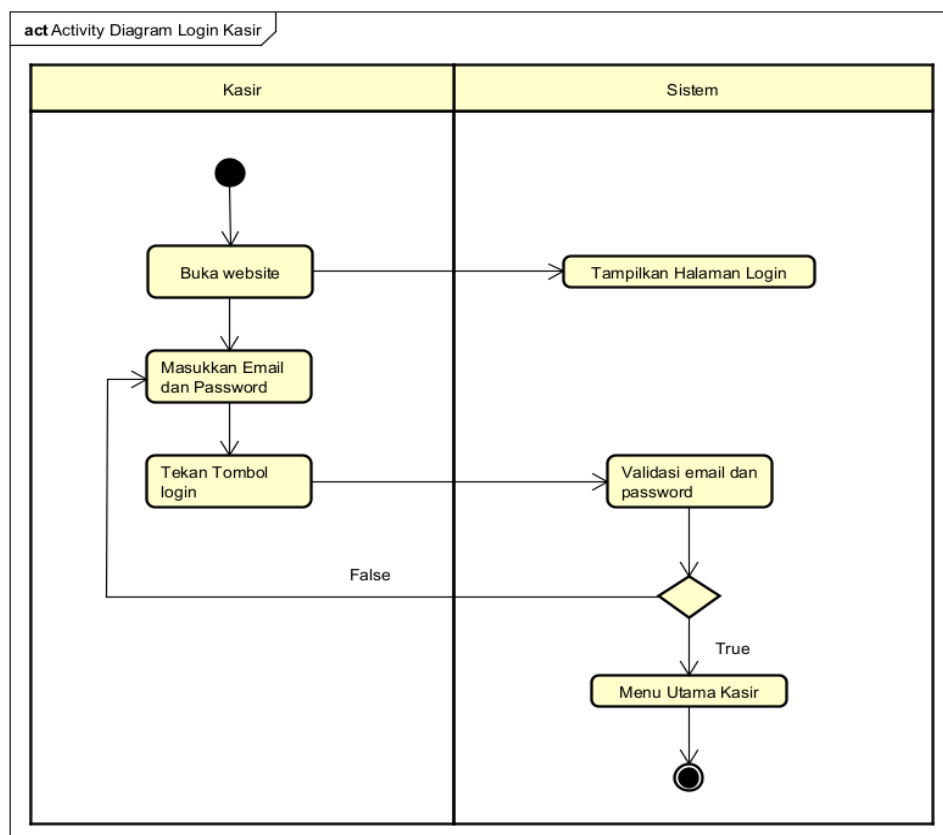 act Activity Diagram Login Kasir
Kasir
Sistem
Buka website
Tampilkan Halaman Login
Masukkan Email
dan Password
Tekan Tombol
login
Validasi email dan
password
False
True
Menu Utama Kasir